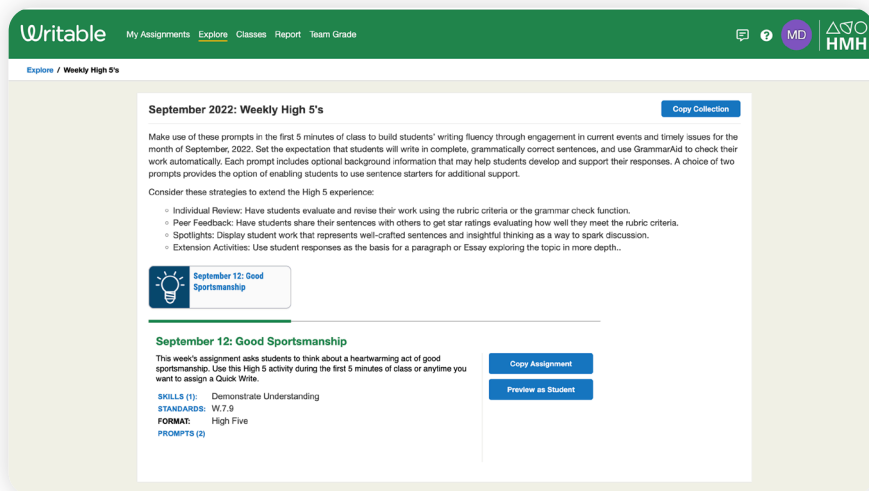 Writable
My Assignments Explore Classes Report Team Grade
MD
HMH
Explore / Weekly High 5's
September 2022: Weekly High 5's
Copy Collection
Make use of these prompts in the first 5 minutes of class to build students' writing fluency through engagement in current events and timely issues for the
month of September, 2022. Set the expectation that students will write in complete, grammatically correct sentences, and use GrammarAid to check their
work automatically. Each prompt includes optional background information that may help students develop and support their responses. A choice of two
prompts provides the option of enabling students to use sentence starters for additional support.
Consider these strategies to extend the High 5 experience:
Individual Review: Have students evaluate and revise their work using the rubric criteria or the grammar check function.
Peer Feedback: Have students share their sentences with others to get star ratings evaluating how well they meet the rubric criteria.
Spotlights: Display student work that represents well-crafted sentences and insightful thinking as a way to spark discussion.
Extension Activities: Use student responses as the basis for a paragraph or Essay exploring the topic in more depth..
September 12: Good
Sportsmanship
September 12: Good Sportsmanship
This week's assignment asks students to think about a heartwarming act of good
sportsmanship. Use this High 5 activity during the first 5 minutes of class or anytime you
want to assign a Quick Write.
SKILLS (1): Demonstrate Understanding
STANDARDS: W.7.9
FORMAT: High Five
PROMPTS (2)
Copy Assignment
Preview as Student